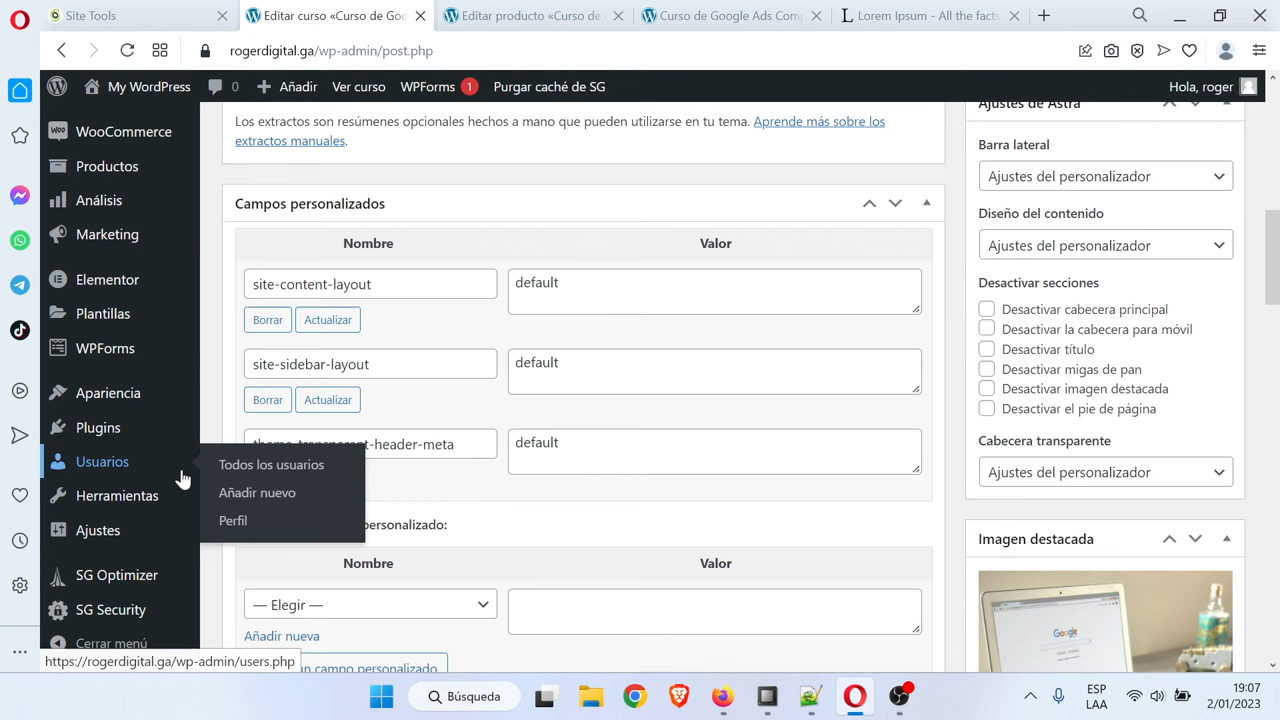 Site Tools
Editar curso «Curso de Goo
Editar producto «Curso de
Curso de Google Ads Comp
Lorem Ipsum - All the facts
rogerdigital.ga/wp-admin/post.php
My WordPress
0
Añadir
Ver curso
WPForms
1
Purgar caché de SG
Hola, roger
WooCommerce
Productos
Análisis
Marketing
Elementor
Plantillas
WPForms
Apariencia
Plugins
Usuarios
Herramientas
Ajustes
SG Optimizer
SG Security
Cerrar menú
Todos los usuarios
Añadir nuevo
Perfil
Los extractos son resúmenes opcionales hechos a mano que pueden utilizarse en tu tema. Aprende más sobre los
extractos manuales.
Campos personalizados
Nombre
Valor
site-content-layout
default
Borrar
Actualizar
site-sidebar-layout
default
Borrar
Actualizar
theme-transparent-header-meta
default
personalizado:
Nombre
Valor
— Elegir —
Añadir nueva
un campo personalizado
Ajustes de Astra
Barra lateral
Ajustes del personalizador
Diseño del contenido
Ajustes del personalizador
Desactivar secciones
Desactivar cabecera principal
Desactivar la cabecera para móvil
Desactivar título
Desactivar migas de pan
Desactivar imagen destacada
Desactivar el pie de página
Cabecera transparente
Ajustes del personalizador
Imagen destacada
Google
https://rogerdigital.ga/wp-admin/users.php
Búsqueda
ESP
LAA
19:07
2/01/2023